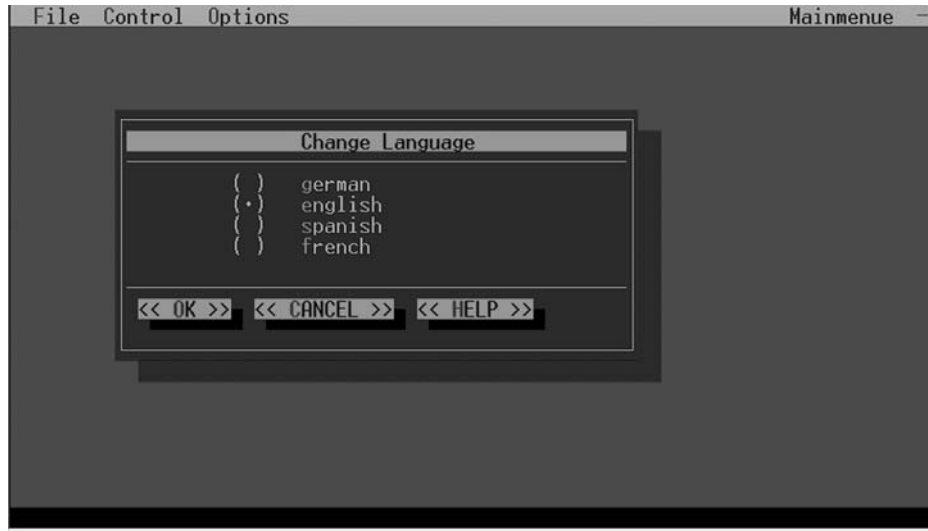 File Control Options Mainmenue
Change Language
( ) german
(•) english
( ) spanish
( ) french
<< OK >> << CANCEL >> << HELP >>